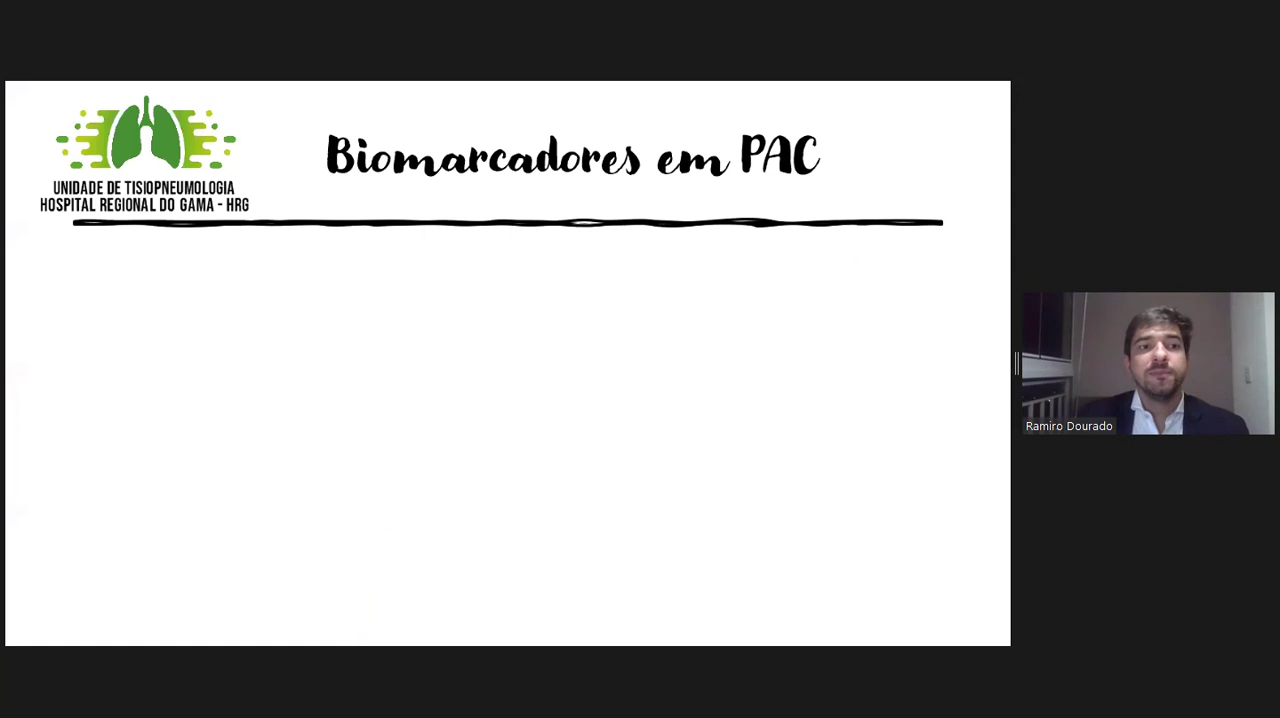 Biomarcadores em PAC
UNIDADE DE TISIOPNEUMOLOGIA
HOSPITAL REGIONAL DO GAMA - HRG
Ramiro Dourado